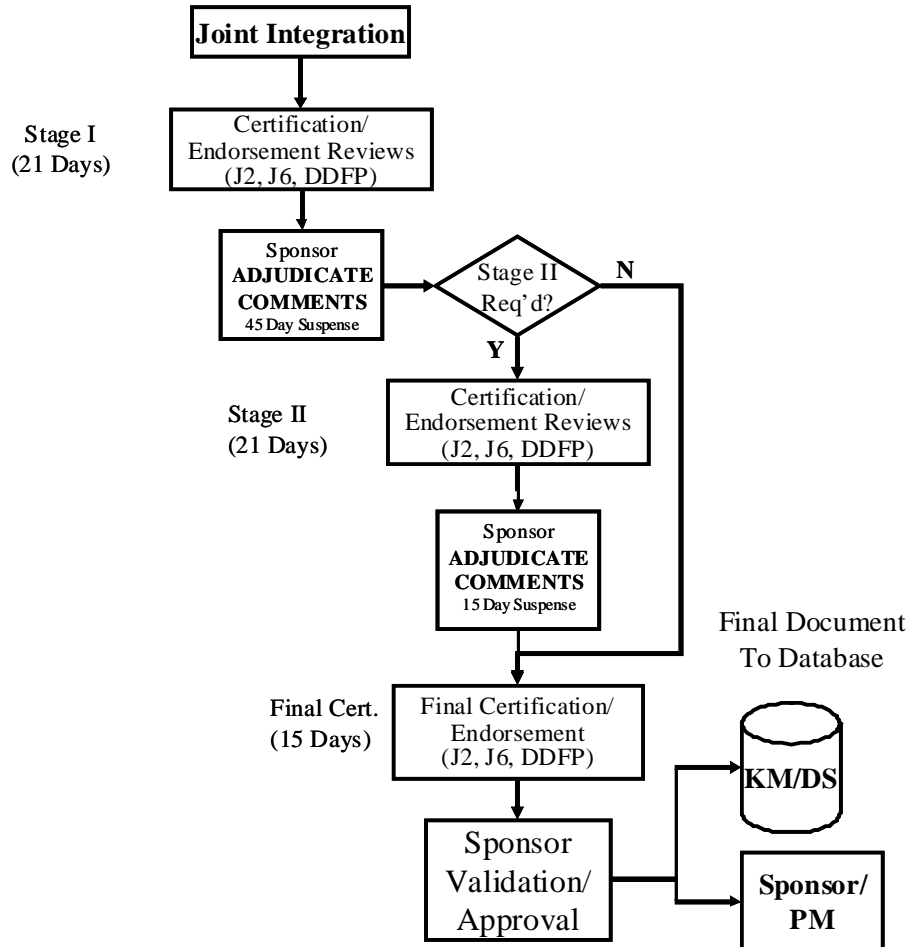 Joint Integration
Stage I
(21 Days)
Certification/
Endorsement Reviews
(J2, J6, DDFP)
Sponsor
ADJUDICATE
COMMENTS
45 Day Suspense
Stage II
Req’d?
N
Y
Stage II
(21 Days)
Certification/
Endorsement Reviews
(J2, J6, DDFP)
Sponsor
ADJUDICATE
COMMENTS
15 Day Suspense
Final Document
To Database
Final Cert.
(15 Days)
Final Certification/
Endorsement
(J2, J6, DDFP)
KM/DS
Sponsor
Validation/
Approval
Sponsor/
PM